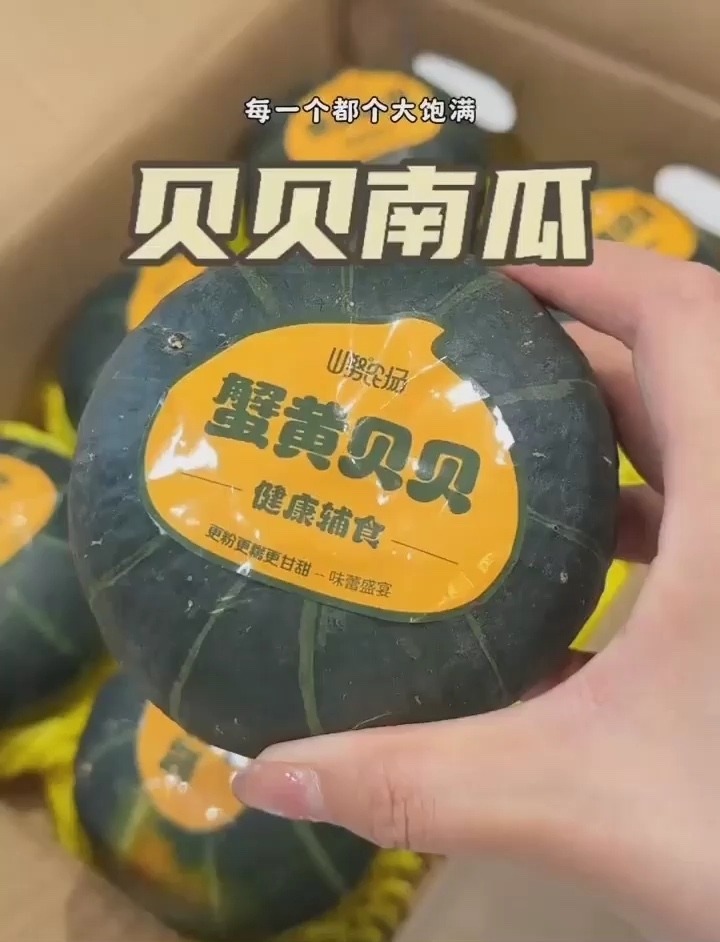 每一个都个大饱满
贝贝南瓜
蟹黄贝贝
健康辅食
更粉更糯更甘甜 -- 味蕾盛宴